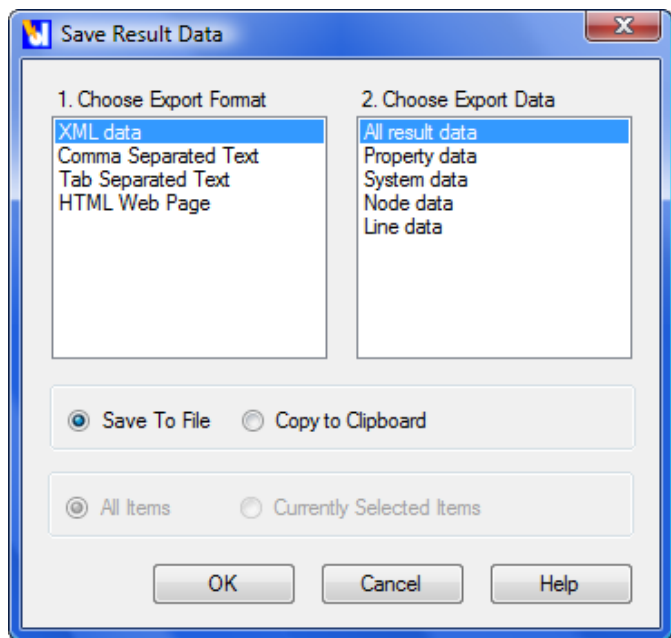 Save Result Data
1. Choose Export Format
XML data
Comma Separated Text
Tab Separated Text
HTML Web Page
2. Choose Export Data
All result data
Property data
System data
Node data
Line data
Save To File
Copy to Clipboard
All Items
Currently Selected Items
OK
Cancel
Help